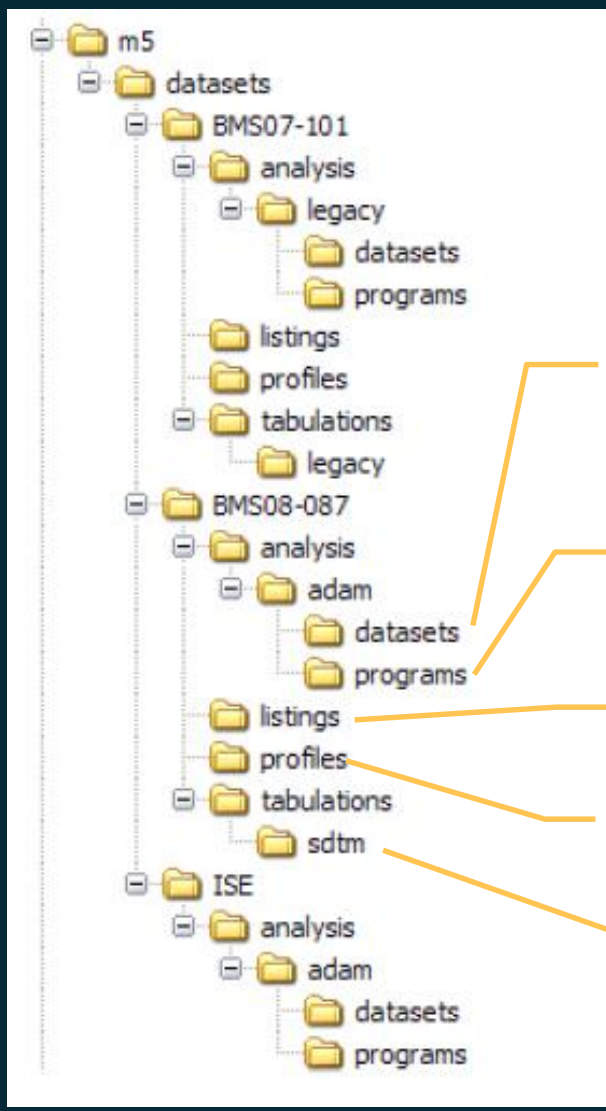 m5
datasets
BMS07-101
analysis
legacy
datasets
programs
listings
profiles
tabulations
legacy
BMS08-087
analysis
adam
datasets
programs
listings
profiles
tabulations
sdtm
ISE
analysis
adam
datasets
programs